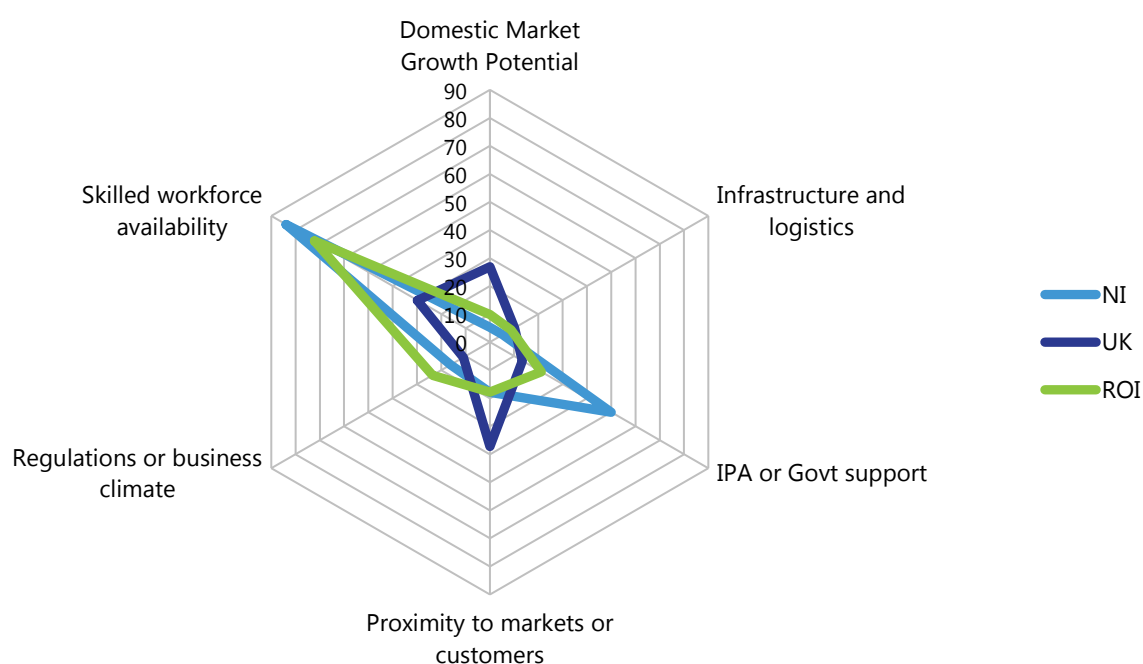 Domestic Market
Growth Potential
90
80
70
60
50
40
30
20
10
0
Skilled workforce
availability
Infrastructure and
logistics
Regulations or business
climate
IPA or Govt support
Proximity to markets or
customers
NI
UK
ROI